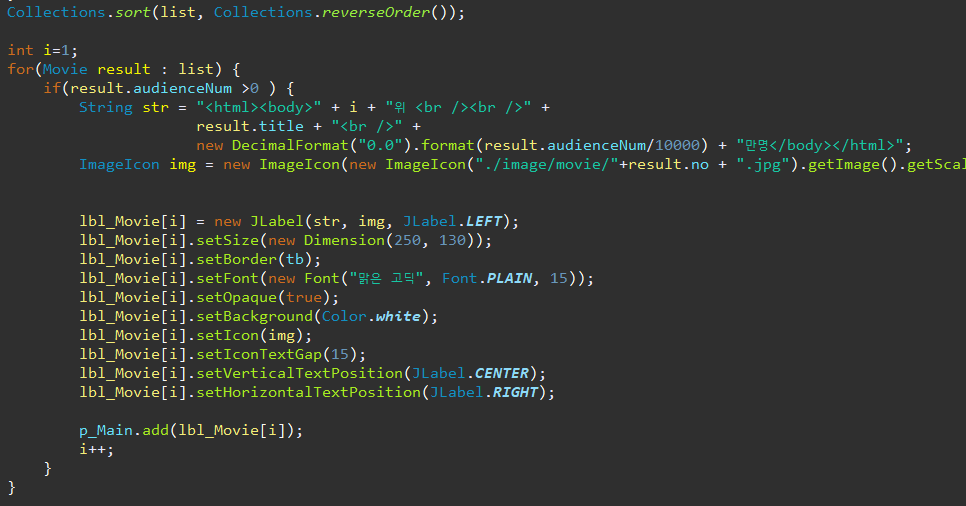 Collections.sort(list, Collections.reverseOrder());
int i=1;
for(Movie result : list) {
if(result.audienceNum >0 ) {
String str = "<html><body>" + i + "위 <br /><br />" +
result.title + "<br />" +
new DecimalFormat("0.0").format(result.audienceNum/10000) + "만명</body></html>";
ImageIcon img = new ImageIcon(new ImageIcon("./image/movie/"+result.no + ".jpg").getImage().getScal
lbl_Movie[i] = new JLabel(str, img, JLabel.LEFT);
lbl_Movie[i].setSize(new Dimension(250, 130));
lbl_Movie[i].setBorder(tb);
lbl_Movie[i].setFont(new Font("맑은 고딕", Font.PLAIN, 15));
lbl_Movie[i].setOpaque(true);
lbl_Movie[i].setBackground(Color.white);
lbl_Movie[i].setIcon(img);
lbl_Movie[i].setIconTextGap(15);
lbl_Movie[i].setVerticalTextPosition(JLabel.CENTER);
lbl_Movie[i].setHorizontalTextPosition(JLabel.RIGHT);
p_Main.add(lbl_Movie[i]);
i++;
}
}